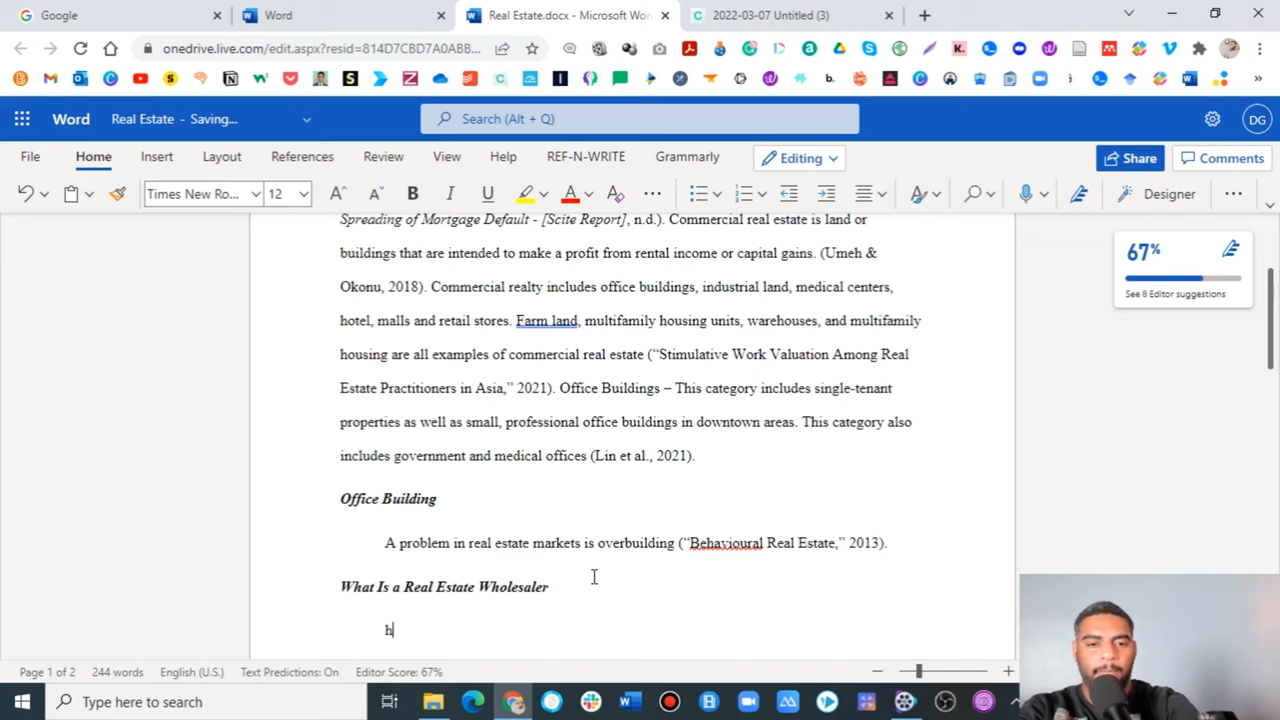 Google
Word
Real Estate.docx - Microsoft Wor
2022-03-07 Untitled (3)
onedrive.live.com/edit.aspx?resid=814D7CBD7A0ABB...
Word
Real Estate - Saving...
Search (Alt + Q)
DG
File
Home
Insert
Layout
References
Review
View
Help
REF-N-WRITE
Grammarly
Editing
Share
Comments
Times New Ro...
12
B
I
U
A
Designer
Spreading of Mortgage Default - [Scite Report], n.d.). Commercial real estate is land or
buildings that are intended to make a profit from rental income or capital gains. (Umeh &
Okonu, 2018). Commercial realty includes office buildings, industrial land, medical centers,
hotel, malls and retail stores. Farm land, multifamily housing units, warehouses, and multifamily
housing are all examples of commercial real estate (“Stimulative Work Valuation Among Real
Estate Practitioners in Asia,” 2021). Office Buildings – This category includes single-tenant
properties as well as small, professional office buildings in downtown areas. This category also
includes government and medical offices (Lin et al., 2021).
67%
See 8 Editor suggestions
Office Building
A problem in real estate markets is overbuilding (“Behavioural Real Estate,” 2013).
What Is a Real Estate Wholesaler
h
Page 1 of 2
244 words
English (U.S.)
Text Predictions: On
Editor Score: 67%
Type here to search